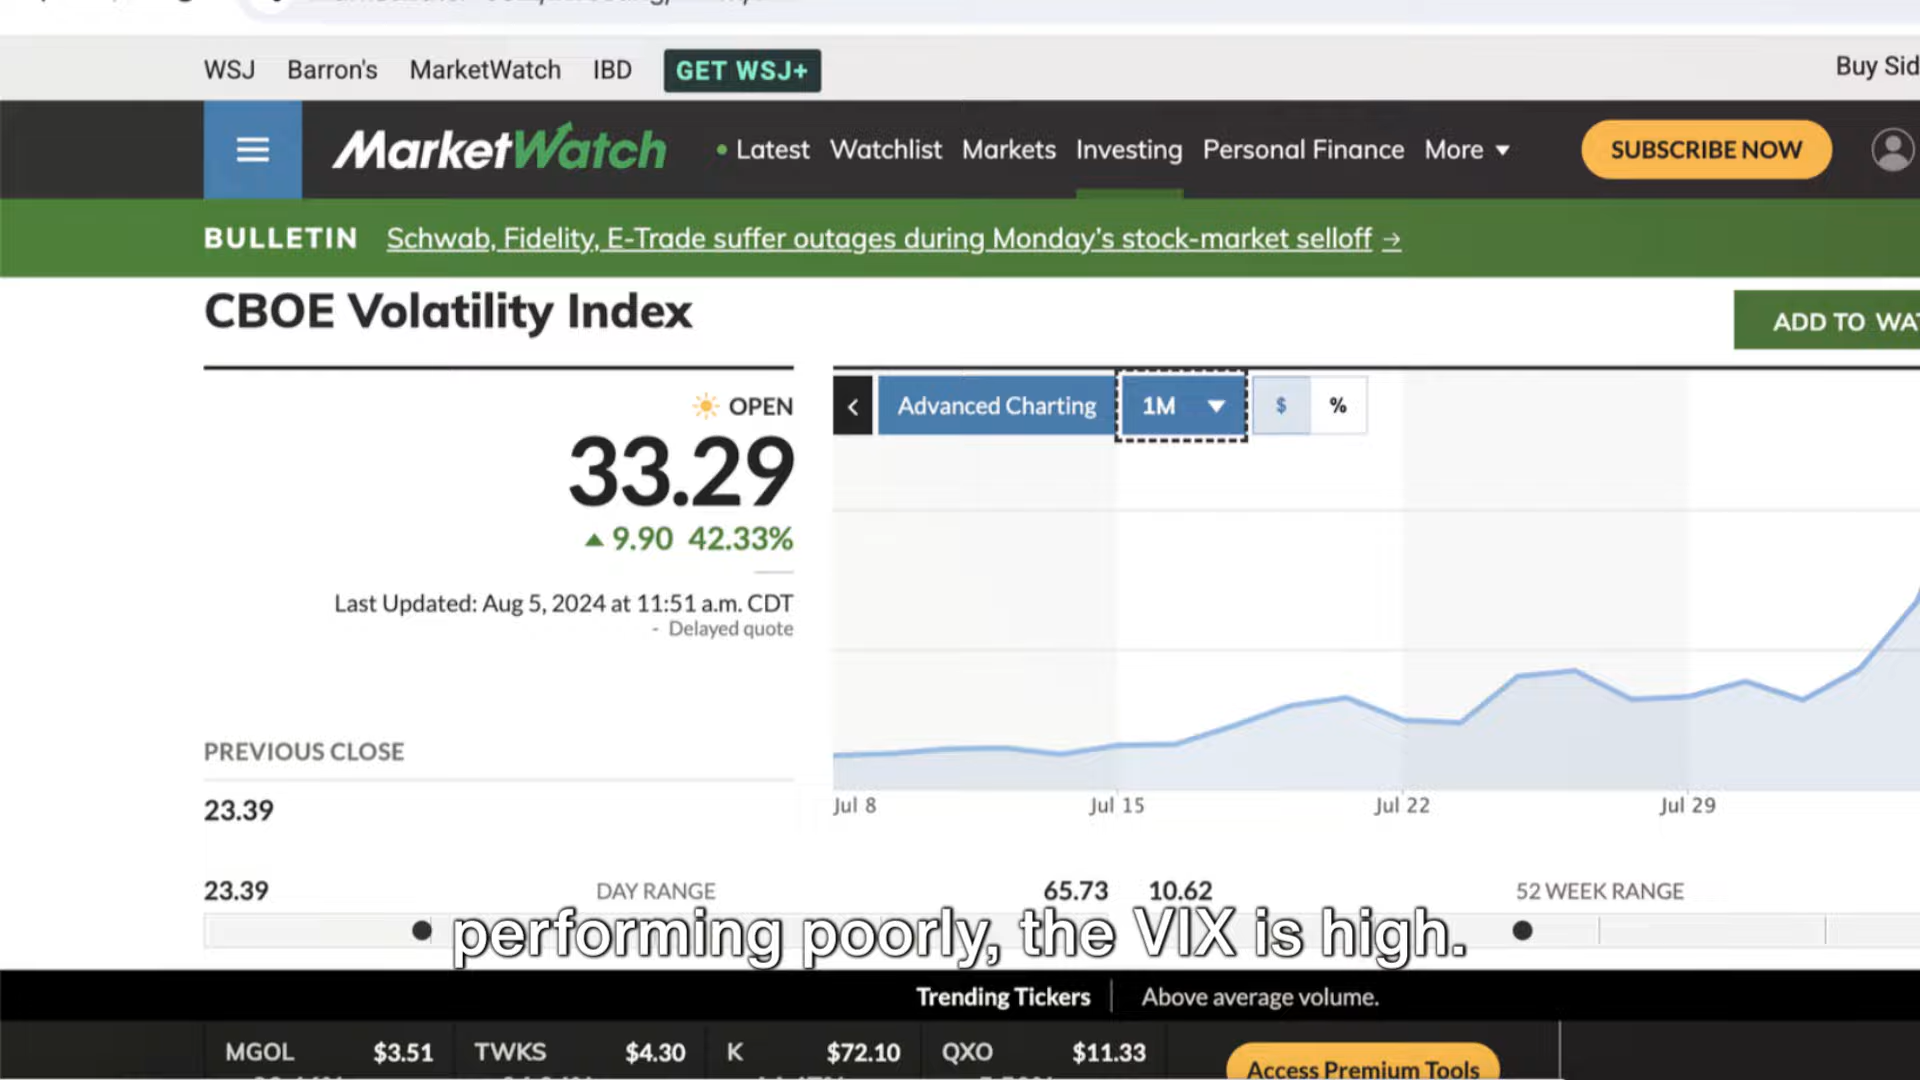 WSJ Barron's MarketWatch IBD GET WSJ+ Buy Sid
MarketWatch • Latest Watchlist Markets Investing Personal Finance More SUBSCRIBE NOW
BULLETIN Schwab, Fidelity, E-Trade suffer outages during Monday's stock-market selloff →
CBOE Volatility Index
ADD TO WAT
OPEN
33.29
9.90 42.33%
Last Updated: Aug 5, 2024 at 11:51 a.m. CDT
- Delayed quote
Advanced Charting 1M $ %
Jul 8 Jul 15 Jul 22 Jul 29
PREVIOUS CLOSE
23.39
23.39 DAY RANGE 65.73 10.62 52 WEEK RANGE
performing poorly, the VIX is high.
Trending Tickers Above average volume.
MGOL $3.51 TWKS $4.30 K $72.10 QXO $11.33
Access Premium Tools